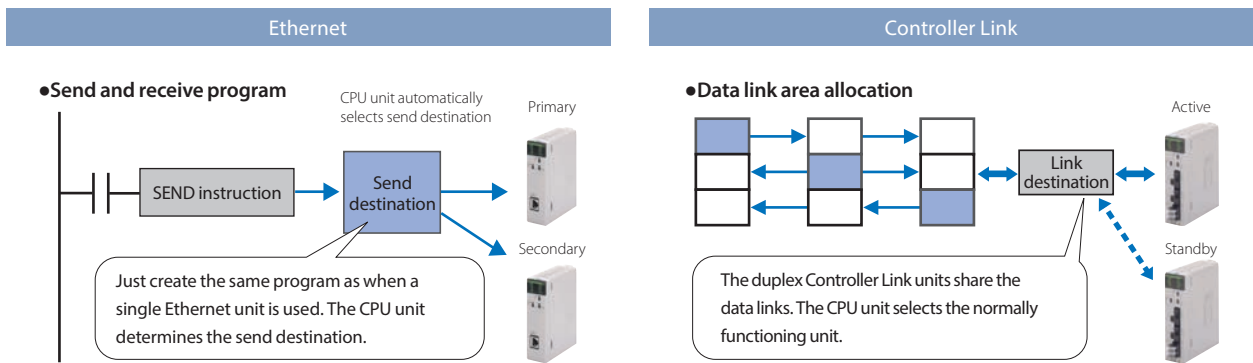 Ethernet
●Send and receive program
CPU unit automatically
selects send destination
Primary
SEND instruction
Send
destination
Secondary
Just create the same program as when a
single Ethernet unit is used. The CPU unit
determines the send destination.
Controller Link
●Data link area allocation
Active
Link
destination
Standby
The duplex Controller Link units share the
data links. The CPU unit selects the normally
functioning unit.